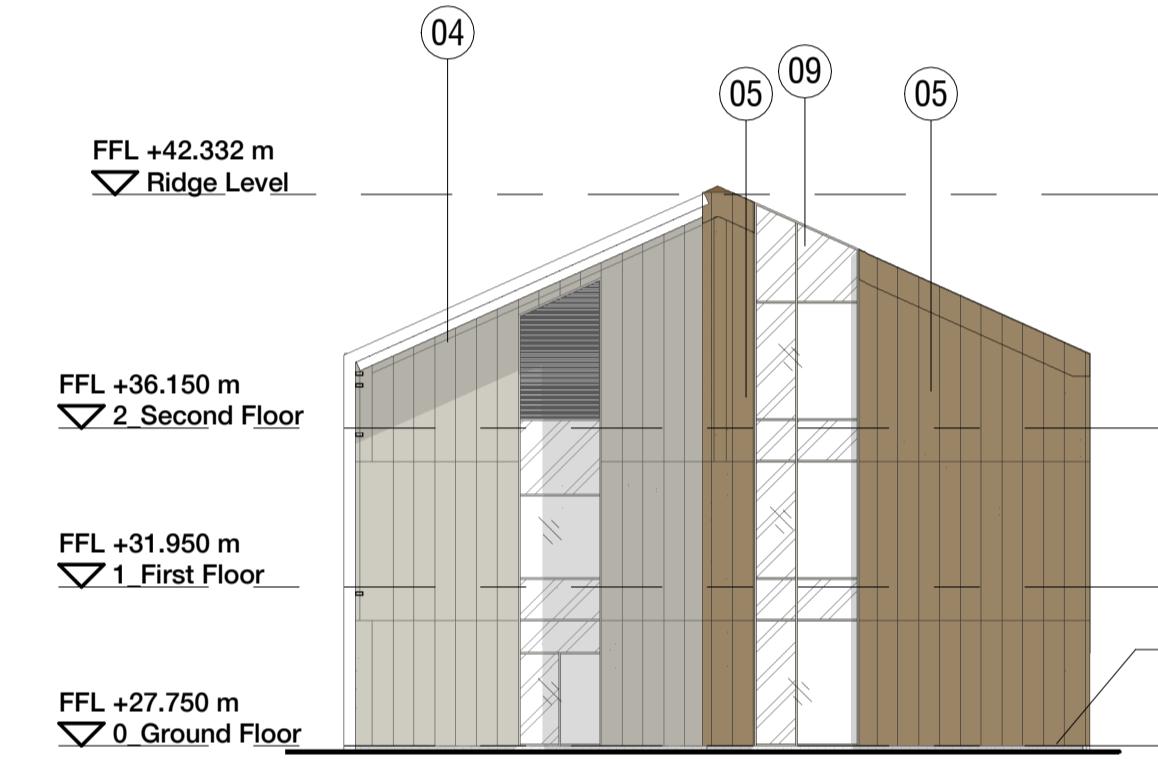 04
09
05
05
FFL +42.332 m
Ridge Level
FFL +36.150 m
2_Second Floor
FFL +31.950 m
1_First Floor
FFL +27.750 m
0_Ground Floor